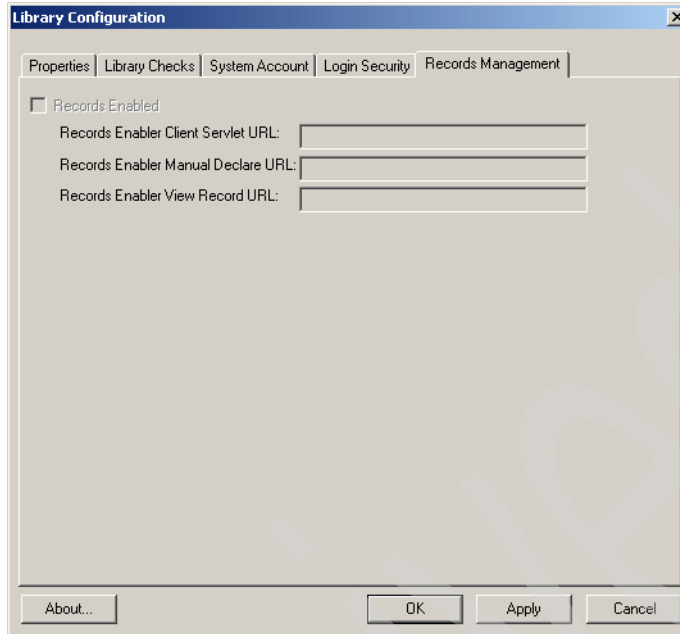 Library Configuration
Properties Library Checks System Account Login Security Records Management
Records Enabled
Records Enabler Client Servlet URL:
Records Enabler Manual Declare URL:
Records Enabler View Record URL:
About... OK Apply Cancel